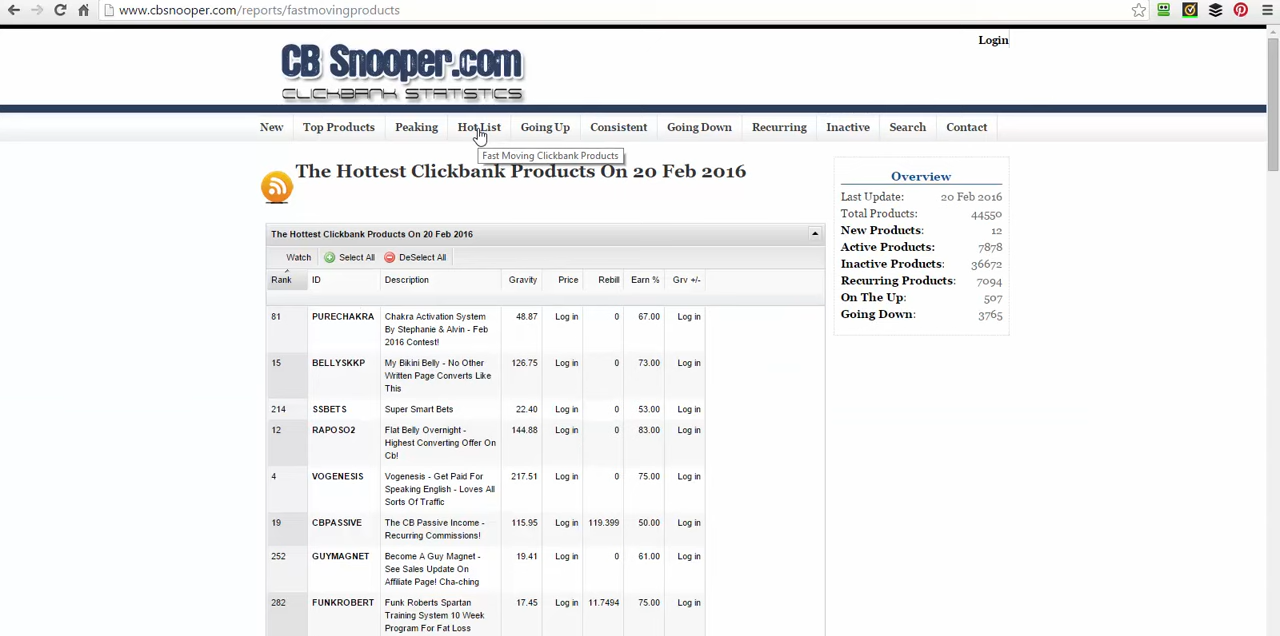 www.cbsnooper.com/reports/fastmovingproducts
Login
CB Snooper.com
CLICKBANK STATISTICS
New Top Products Peaking Hot List Going Up Consistent Going Down Recurring Inactive Search Contact
Fast Moving Clickbank Products
The Hottest Clickbank Products On 20 Feb 2016
The Hottest Clickbank Products On 20 Feb 2016
Watch Select All DeSelect All
Rank ID Description Gravity Price Rebill Earn % Grv +/-
81 PURECHAKRA Chakra Activation System 48.87 Log in 0 67.00 Log in
By Stephanie & Alvin - Feb
2016 Contest!
15 BELLYSKKP My Bikini Belly - No Other 126.75 Log in 0 73.00 Log in
Written Page Converts Like
This
214 SSBETS Super Smart Bets 22.40 Log in 0 53.00 Log in
12 RAPOSO2 Flat Belly Overnight - 144.88 Log in 0 83.00 Log in
Highest Converting Offer On
Cb!
4 VOGENESIS Vogenesis - Get Paid For 217.51 Log in 0 75.00 Log in
Speaking English - Loves All
Sorts Of Traffic
19 CBPASSIVE The CB Passive Income - 115.95 Log in 119.399 50.00 Log in
Recurring Commissions!
252 GUYMAGNET Become A Guy Magnet - 19.41 Log in 0 61.00 Log in
See Sales Update On
Affiliate Page! Cha-ching
282 FUNKROBERT Funk Roberts Spartan 17.45 Log in 11.7494 75.00 Log in
Training System 10 Week
Program For Fat Loss
Overview
Last Update: 20 Feb 2016
Total Products: 44550
New Products: 12
Active Products: 7878
Inactive Products: 36672
Recurring Products: 7094
On The Up: 507
Going Down: 3765